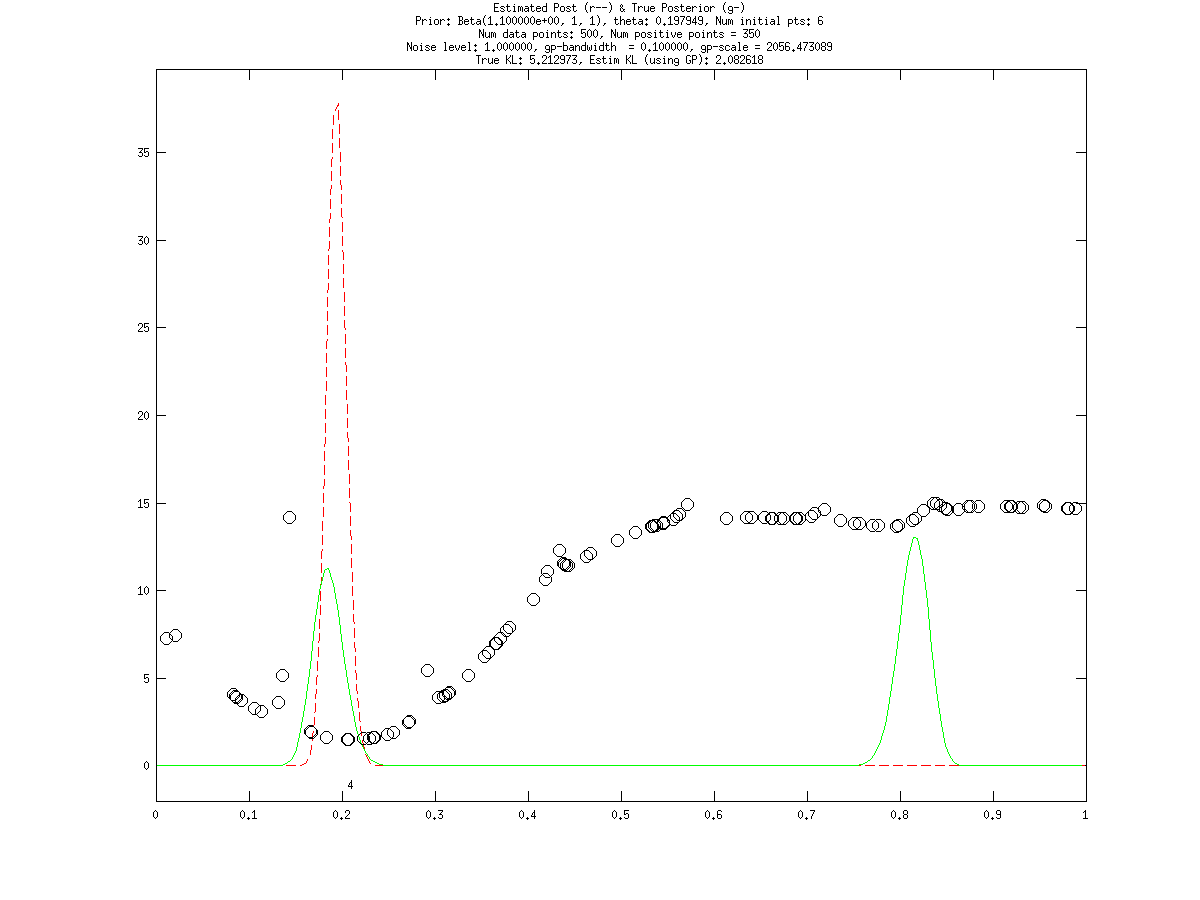 Estimated Post (r--) & True Posterior (g-)
Prior: Beta(1.100000e+00, 1, 1), theta: 0.197949, Num initial pts: 6
Num data points: 500, Num positive points = 350
Noise level: 1.000000, gp-bandwidth  = 0.100000, gp-scale = 2056.473089
True KL: 5.212973, Estim KL (using GP): 2.082618
35
30
25
20
15
10
5
0
4
0 0.1 0.2 0.3 0.4 0.5 0.6 0.7 0.8 0.9 1